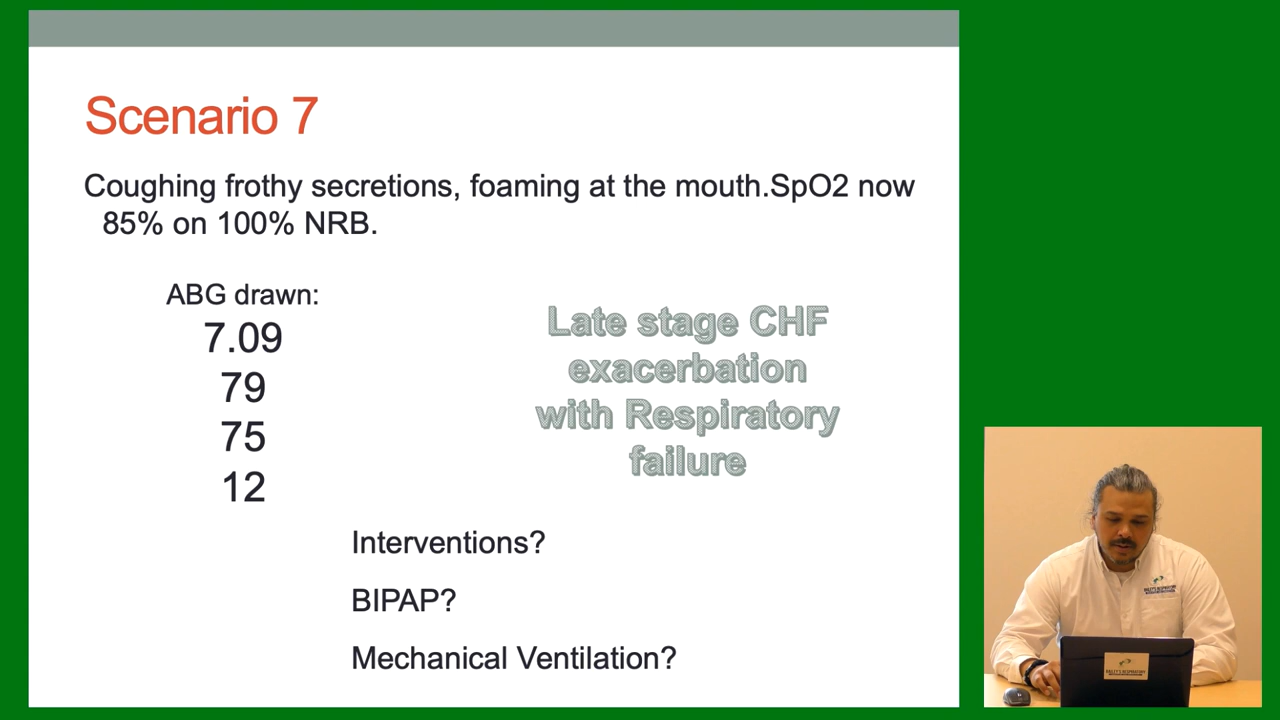 Scenario 7
Coughing frothy secretions, foaming at the mouth.SpO2 now
85% on 100% NRB.
ABG drawn:
7.09
79
75
12
Late stage CHF
exacerbation
with Respiratory
failure
Interventions?
BIPAP?
Mechanical Ventilation?